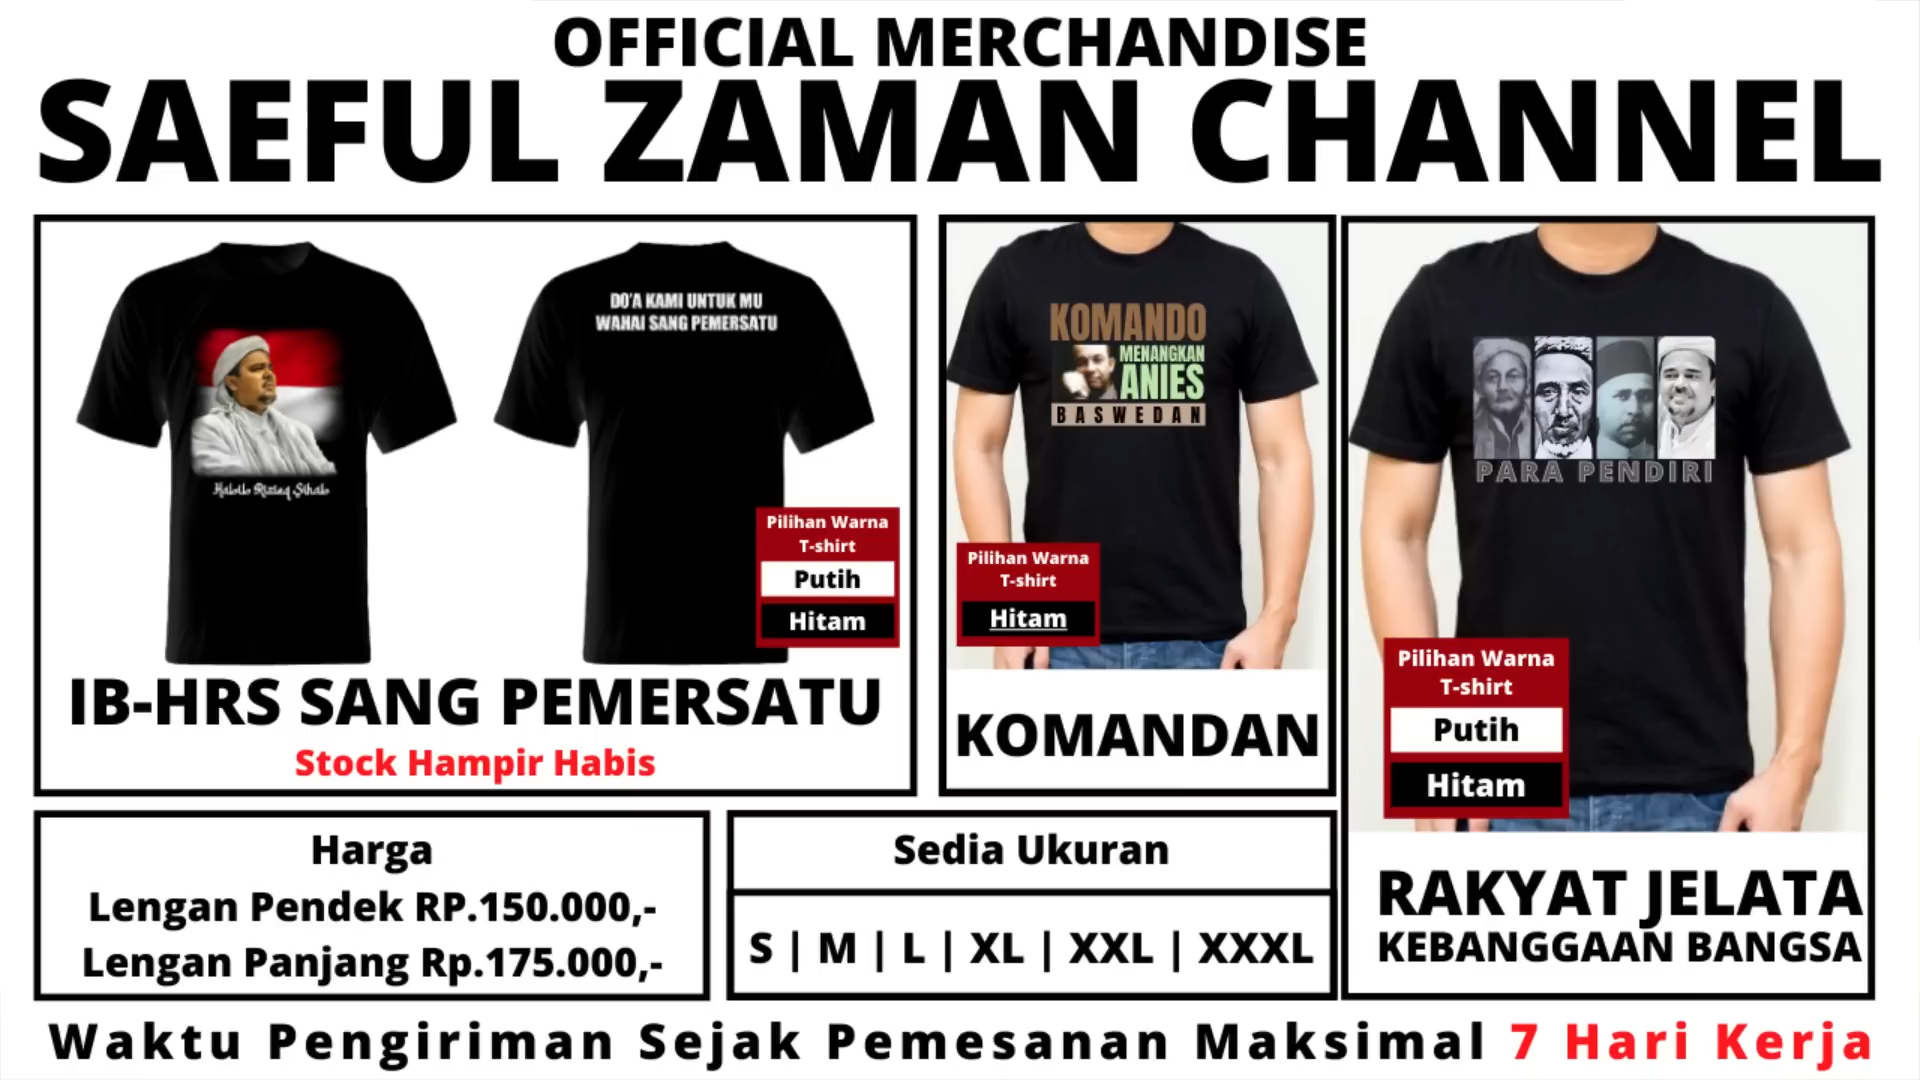 OFFICIAL MERCHANDISE
SAEFUL ZAMAN CHANNEL
DO'A KAMI UNTUK MU
WAHAI SANG PEMERSATU
Habib Rizieq Sihab
Pilihan Warna
T-shirt
Putih
Hitam
IB-HRS SANG PEMERSATU
Stock Hampir Habis
KOMANDO
MENANGKAN
ANIES
BASWEDAN
Pilihan Warna
T-shirt
Hitam
KOMANDAN
PARA PENDIRI
Pilihan Warna
T-shirt
Putih
Hitam
RAKYAT JELATA
KEBANGGAAN BANGSA
Harga
Lengan Pendek RP.150.000,-
Lengan Panjang Rp.175.000,-
Sedia Ukuran
S | M | L | XL | XXL | XXXL
Waktu Pengiriman Sejak Pemesanan Maksimal 7 Hari Kerja